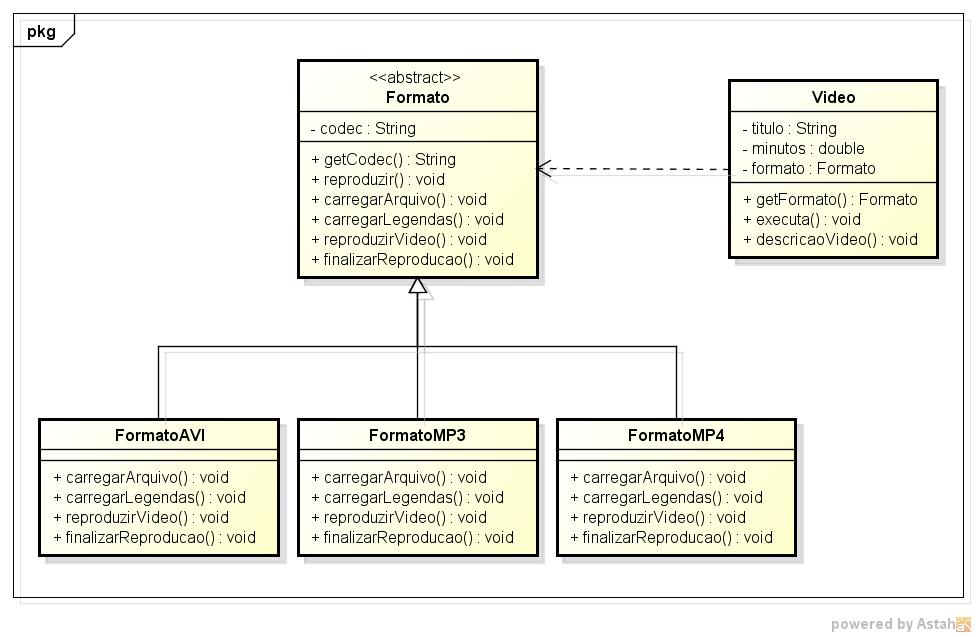 pkg
<<abstract>>
Formato
- codec : String
+ getCodec() : String
+ reproduzir() : void
+ carregarArquivo() : void
+ carregarLegendas() : void
+ reproduzirVideo() : void
+ finalizarReproducao() : void
Video
- titulo : String
- minutos : double
- formato : Formato
+ getFormato() : Formato
+ executa() : void
+ descricaoVideo() : void
FormatoAVI
+ carregarArquivo() : void
+ carregarLegendas() : void
+ reproduzirVideo() : void
+ finalizarReproducao() : void
FormatoMP3
+ carregarArquivo() : void
+ carregarLegendas() : void
+ reproduzirVideo() : void
+ finalizarReproducao() : void
FormatoMP4
+ carregarArquivo() : void
+ carregarLegendas() : void
+ reproduzirVideo() : void
+ finalizarReproducao() : void
powered by Astah